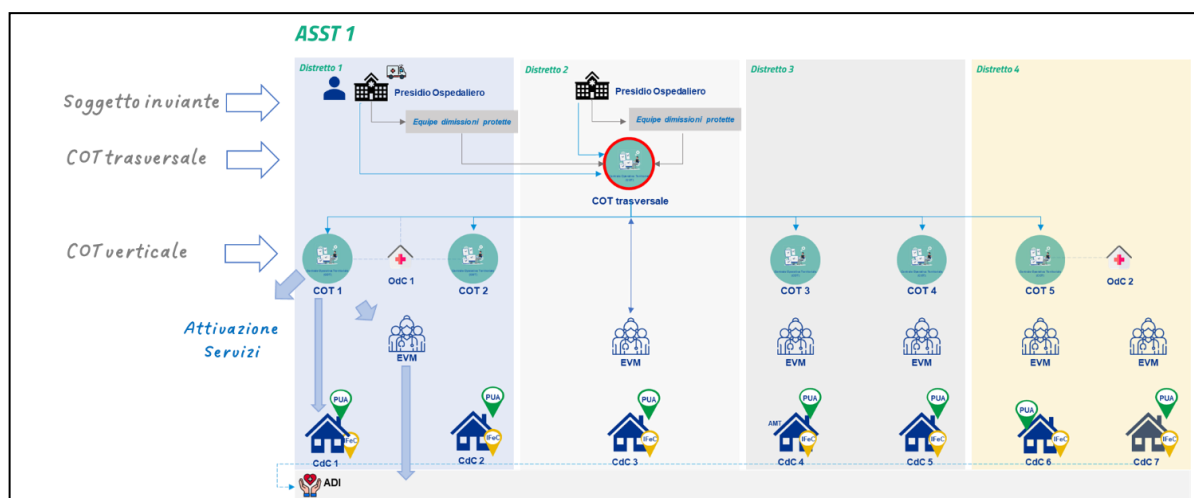 ASST 1
Distretto 1
Distretto 2
Distretto 3
Distretto 4
Soggetto inviante
Presidio Ospedaliero
Presidio Ospedaliero
Equipe dimissioni protette
Equipe dimissioni protette
COT trasversale
COT trasversale
COT verticale
COT 1
OdC 1
COT 2
COT 3
COT 4
COT 5
OdC 2
Attivazione
Servizi
EVM
EVM
EVM
EVM
EVM
EVM
PUA
PUA
PUA
PUA
PUA
PUA
PUA
AMT
IFeC
IFeC
IFeC
IFeC
IFeC
IFeC
IFeC
CdC 1
CdC 2
CdC 3
CdC 4
CdC 5
CdC 6
CdC 7
ADI